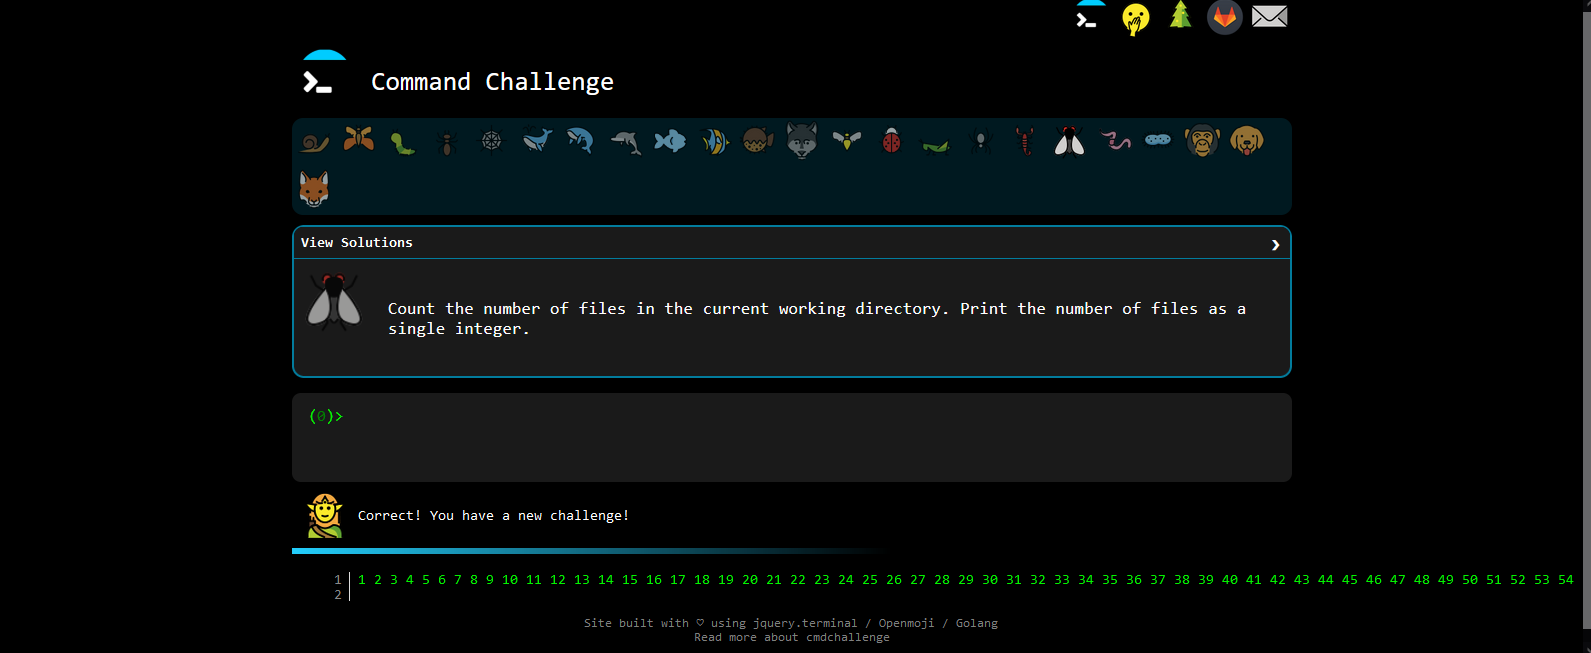 Command Challenge
View Solutions
Count the number of files in the current working directory. Print the number of files as a
single integer.
(0)>
Correct! You have a new challenge!
1 1 2 3 4 5 6 7 8 9 10 11 12 13 14 15 16 17 18 19 20 21 22 23 24 25 26 27 28 29 30 31 32 33 34 35 36 37 38 39 40 41 42 43 44 45 46 47 48 49 50 51 52 53 54
2
Site built with ♡ using jquery.terminal / Openmoji / Golang
Read more about cmdchallenge